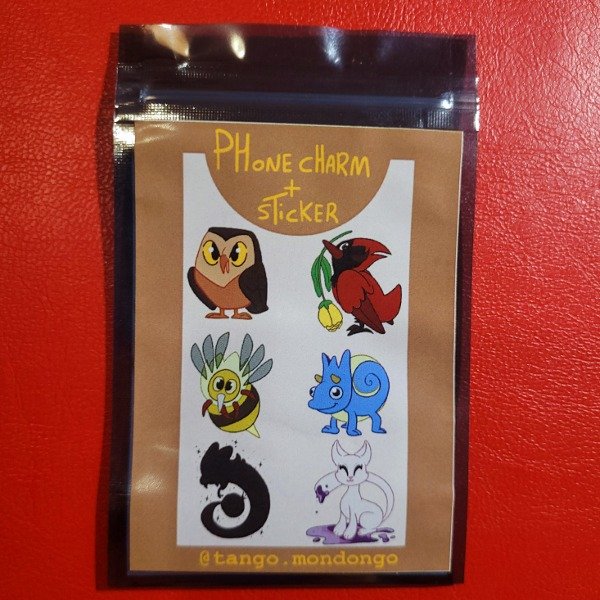 PHONE CHARM
+
STICKER
@tango.mondongo